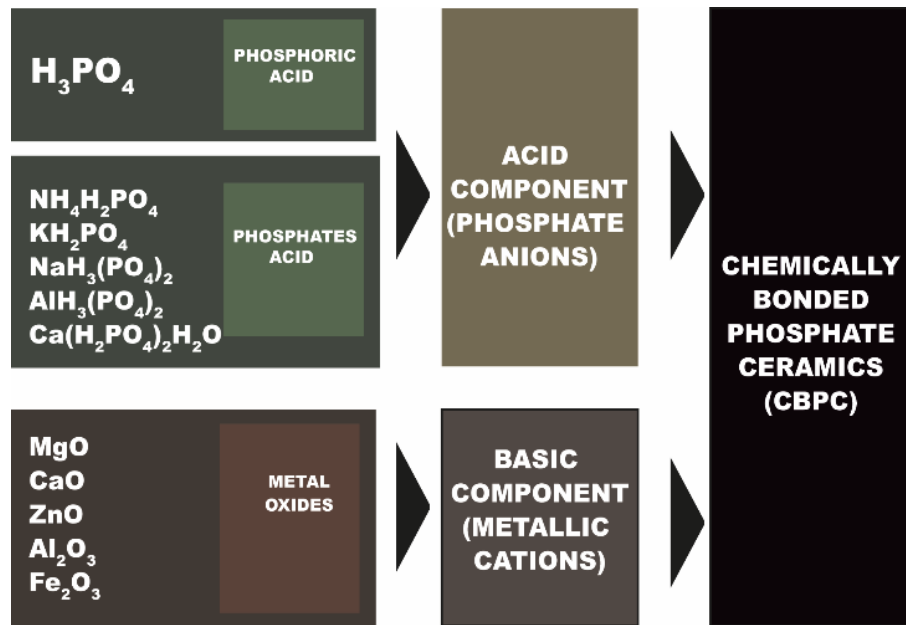 H₃PO₄
PHOSPHORIC
ACID
NH₄H₂PO₄
KH₂PO₄
NaH₃(PO₄)₂
AlH₃(PO₄)₂
Ca(H₂PO₄)₂H₂O
PHOSPHATES
ACID
MgO
CaO
ZnO
Al₂O₃
Fe₂O₃
METAL
OXIDES
ACID
COMPONENT
(PHOSPHATE
ANIONS)
BASIC
COMPONENT
(METALLIC
CATIONS)
CHEMICALLY
BONDED
PHOSPHATE
CERAMICS
(CBPC)